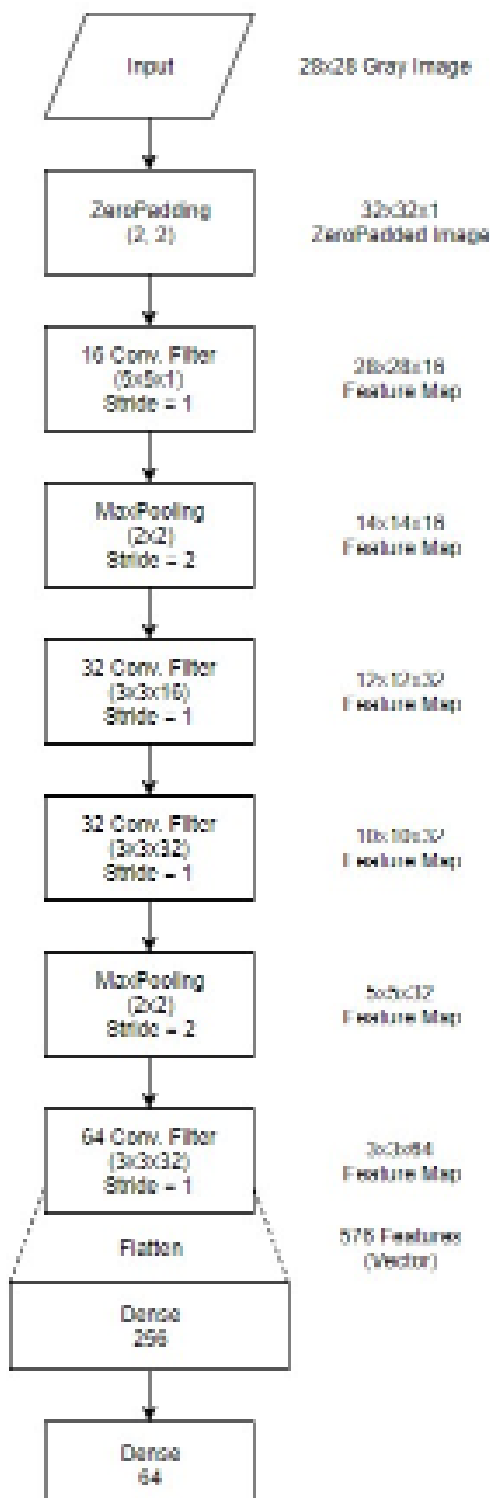 Input
28x28 Gray Image
ZeroPadding
(2, 2)
32x32x1
ZeroPadded Image
16 Conv. Filter
(5x5x1)
Stride = 1
28x28x16
Feature Map
MaxPooling
(2x2)
Stride = 2
14x14x16
Feature Map
32 Conv. Filter
(3x3x16)
Stride = 1
12x12x32
Feature Map
32 Conv. Filter
(3x3x32)
Stride = 1
10x10x32
Feature Map
MaxPooling
(2x2)
Stride = 2
5x5x32
Feature Map
64 Conv. Filter
(3x3x32)
Stride = 1
3x3x64
Feature Map
Flatten
576 Features
(Vector)
Dense
256
Dense
64